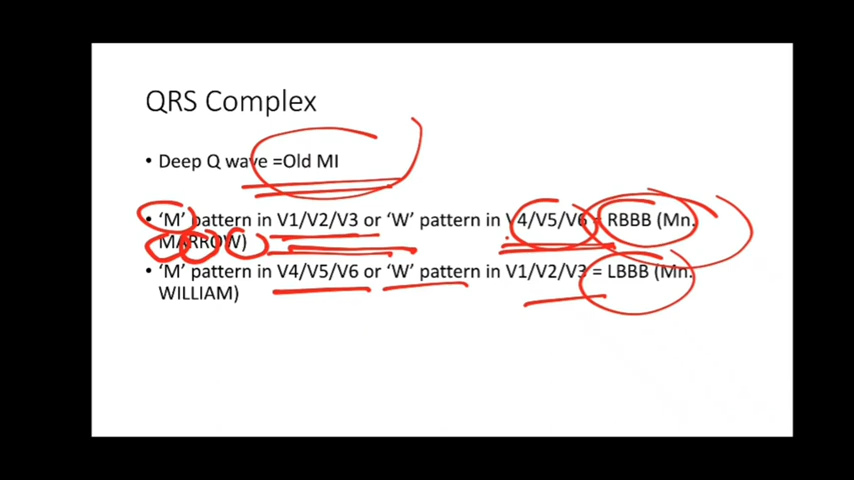 QRS Complex
• Deep Q wave =Old MI
• ‘M’ pattern in V1/V2/V3 or ‘W’ pattern in V4/V5/V6 = RBBB (Mn.
MARROW)
• ‘M’ pattern in V4/V5/V6 or ‘W’ pattern in V1/V2/V3 = LBBB (Mn.
WILLIAM)